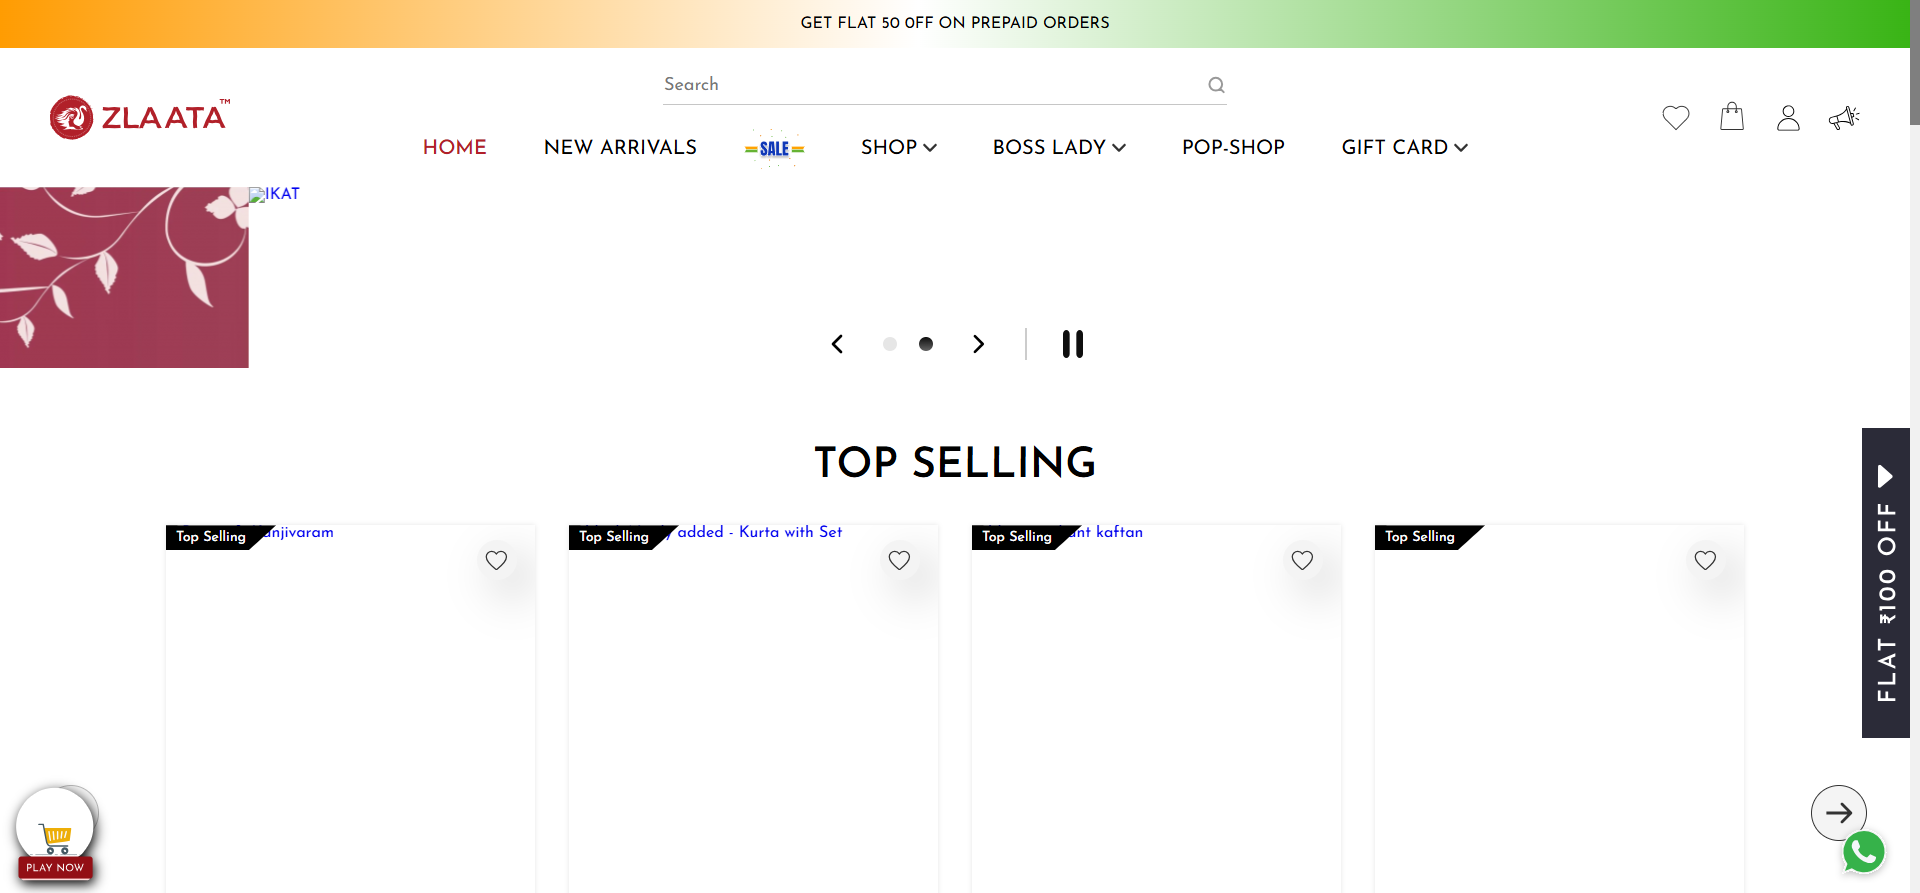 GET FLAT 50 OFF ON PREPAID ORDERS
Search
ZLAATA™
HOME
NEW ARRIVALS
SALE
SHOP
BOSS LADY
POP-SHOP
GIFT CARD
IKAT
TOP SELLING
Top Selling
Top Selling
added - Kurta with Set
Top Selling
kaftan
Top Selling
FLAT ₹100 OFF
PLAY NOW